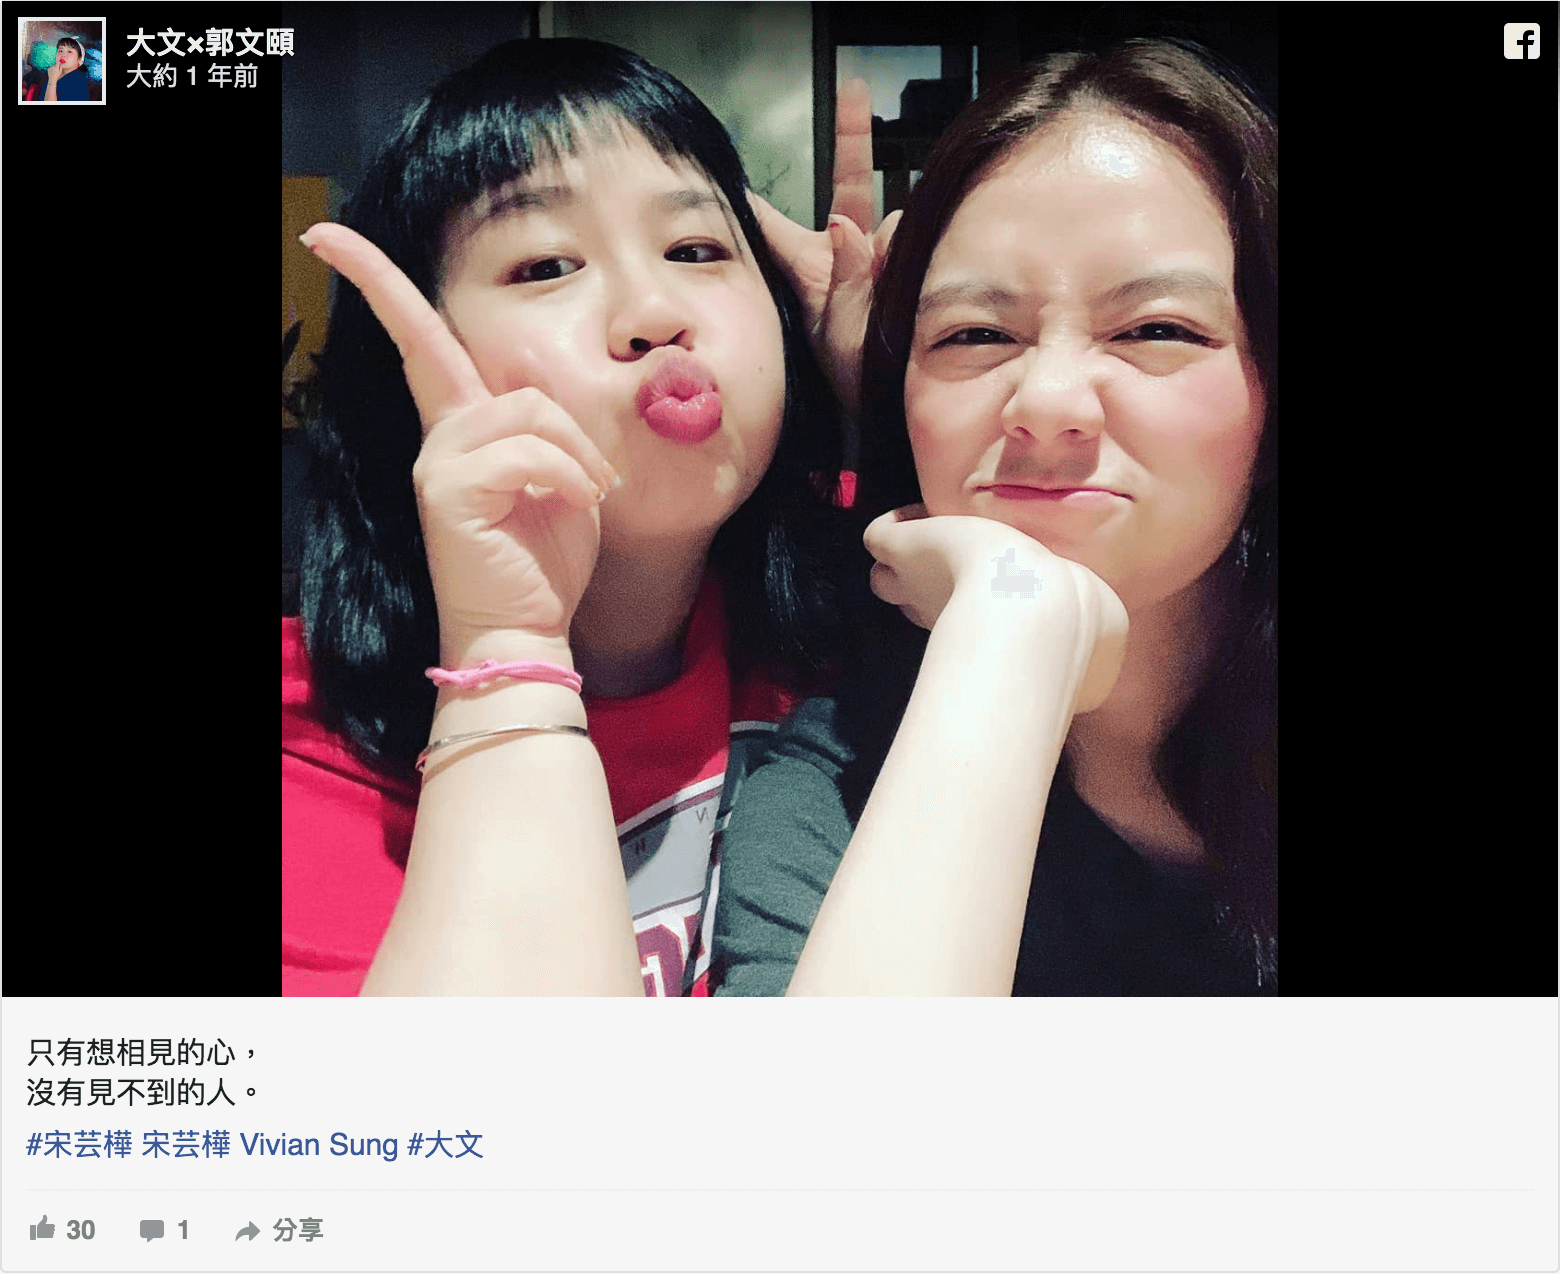 大文×郭文頤
大約 1 年前
只有想相見的心，
沒有見不到的人。
#宋芸樺 宋芸樺 Vivian Sung #大文
30 1 分享